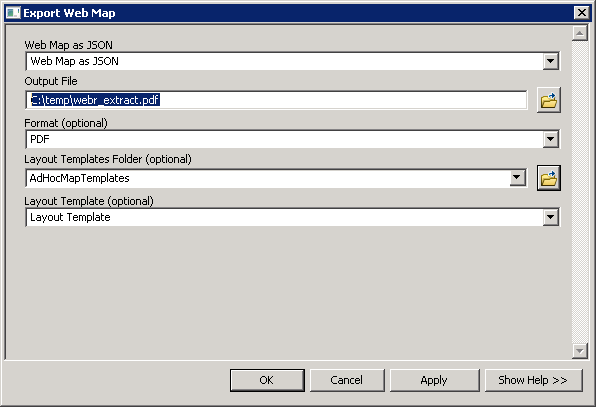 Export Web Map
Web Map as JSON
Web Map as JSON
Output File
C:\temp\webr_extract.pdf
Format (optional)
PDF
Layout Templates Folder (optional)
AdHocMapTemplates
Layout Template (optional)
Layout Template
OK Cancel Apply Show Help >>